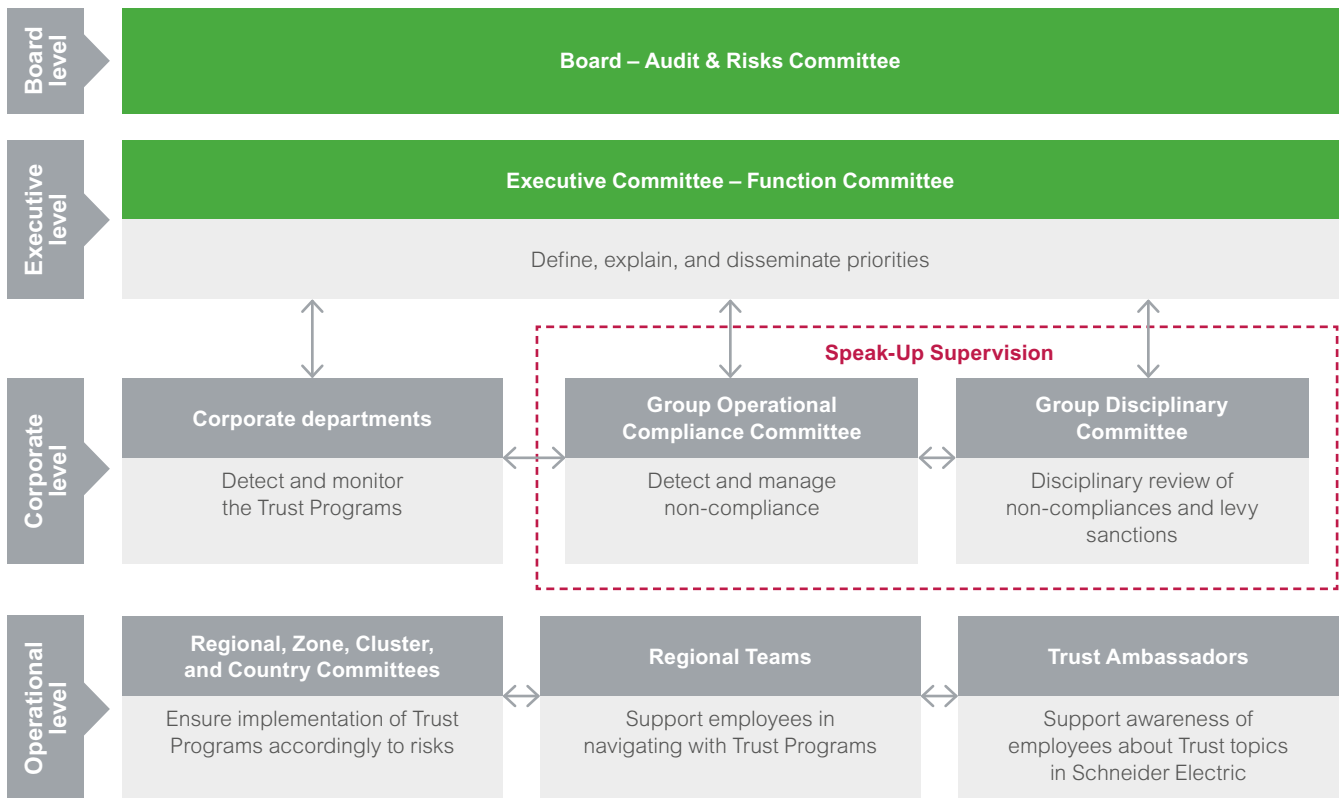 Board
level
Board – Audit & Risks Committee
Executive
level
Executive Committee – Function Committee
Define, explain, and disseminate priorities
Speak-Up Supervision
Corporate
level
Corporate departments
Detect and monitor
the Trust Programs
Group Operational
Compliance Committee
Detect and manage
non-compliance
Group Disciplinary
Committee
Disciplinary review of
non-compliances and levy
sanctions
Operational
level
Regional, Zone, Cluster,
and Country Committees
Ensure implementation of Trust
Programs accordingly to risks
Regional Teams
Support employees in
navigating with Trust Programs
Trust Ambassadors
Support awareness of
employees about Trust topics
in Schneider Electric